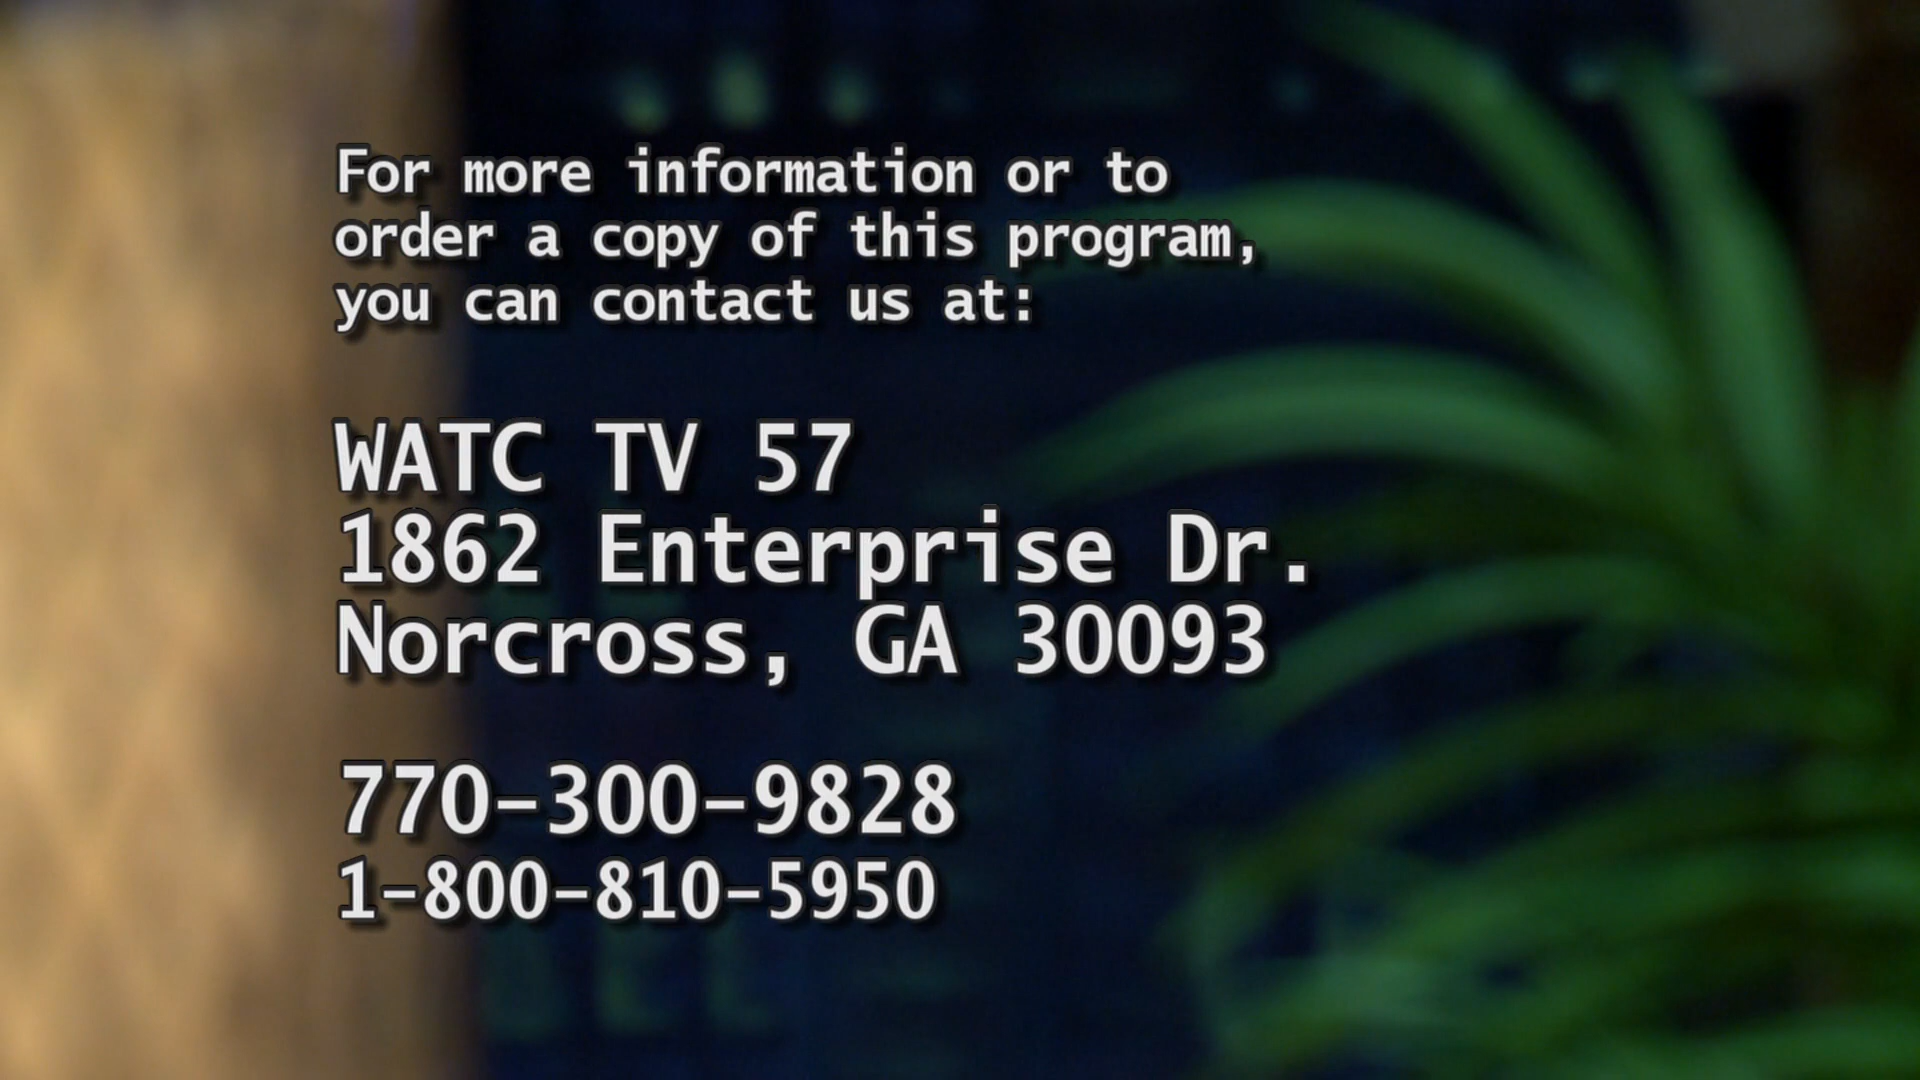 For more information or to
order a copy of this program,
you can contact us at:
WATC TV 57
1862 Enterprise Dr.
Norcross, GA 30093
770-300-9828
1-800-810-5950